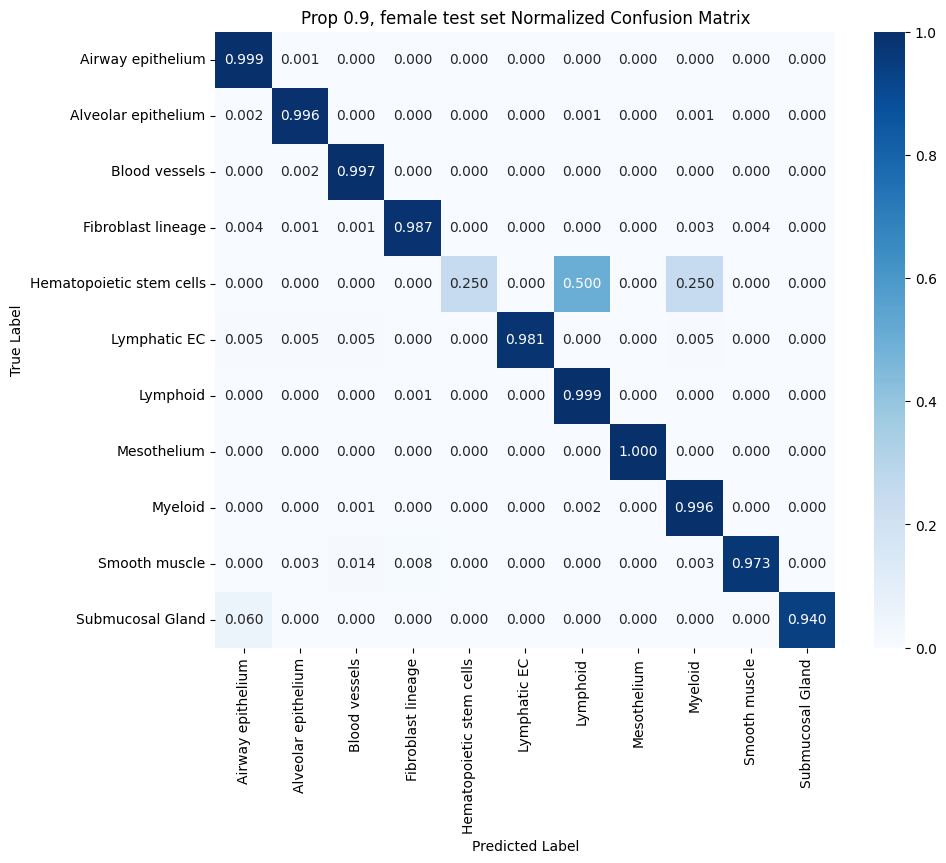 Prop 0.9, female test set Normalized Confusion Matrix
True Label
Airway epithelium 0.999 0.001 0.000 0.000 0.000 0.000 0.000 0.000 0.000 0.000 0.000
Alveolar epithelium 0.002 0.996 0.000 0.000 0.000 0.000 0.001 0.000 0.001 0.000 0.000
Blood vessels 0.000 0.002 0.997 0.000 0.000 0.000 0.000 0.000 0.000 0.000 0.000
Fibroblast lineage 0.004 0.001 0.001 0.987 0.000 0.000 0.000 0.000 0.003 0.004 0.000
Hematopoietic stem cells 0.000 0.000 0.000 0.000 0.250 0.000 0.500 0.000 0.250 0.000 0.000
Lymphatic EC 0.005 0.005 0.005 0.000 0.000 0.981 0.000 0.000 0.005 0.000 0.000
Lymphoid 0.000 0.000 0.000 0.001 0.000 0.000 0.999 0.000 0.000 0.000 0.000
Mesothelium 0.000 0.000 0.000 0.000 0.000 0.000 0.000 1.000 0.000 0.000 0.000
Myeloid 0.000 0.000 0.001 0.000 0.000 0.000 0.002 0.000 0.996 0.000 0.000
Smooth muscle 0.000 0.003 0.014 0.008 0.000 0.000 0.000 0.000 0.003 0.973 0.000
Submucosal Gland 0.060 0.000 0.000 0.000 0.000 0.000 0.000 0.000 0.000 0.000 0.940
Airway epithelium
Alveolar epithelium
Blood vessels
Fibroblast lineage
Hematopoietic stem cells
Lymphatic EC
Lymphoid
Mesothelium
Myeloid
Smooth muscle
Submucosal Gland
Predicted Label
1.0
0.8
0.6
0.4
0.2
0.0